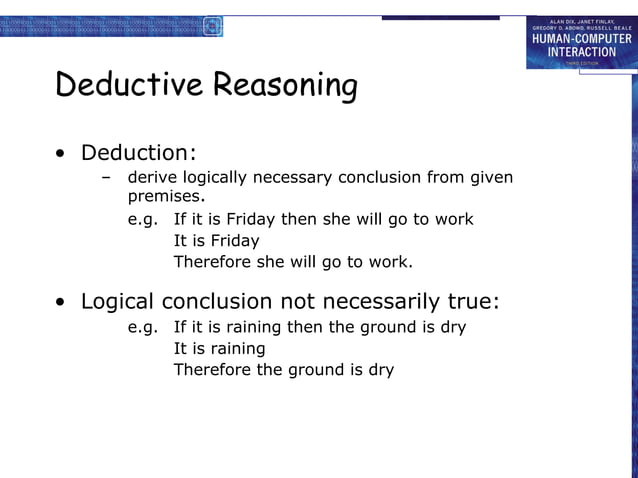 ALAN DIX, JANET FINLAY,
GREGORY D. ABOWD, RUSSELL BEALE
HUMAN-COMPUTER
INTERACTION
THIRD EDITION
Deductive Reasoning
• Deduction:
– derive logically necessary conclusion from given
premises.
e.g. If it is Friday then she will go to work
It is Friday
Therefore she will go to work.
• Logical conclusion not necessarily true:
e.g. If it is raining then the ground is dry
It is raining
Therefore the ground is dry